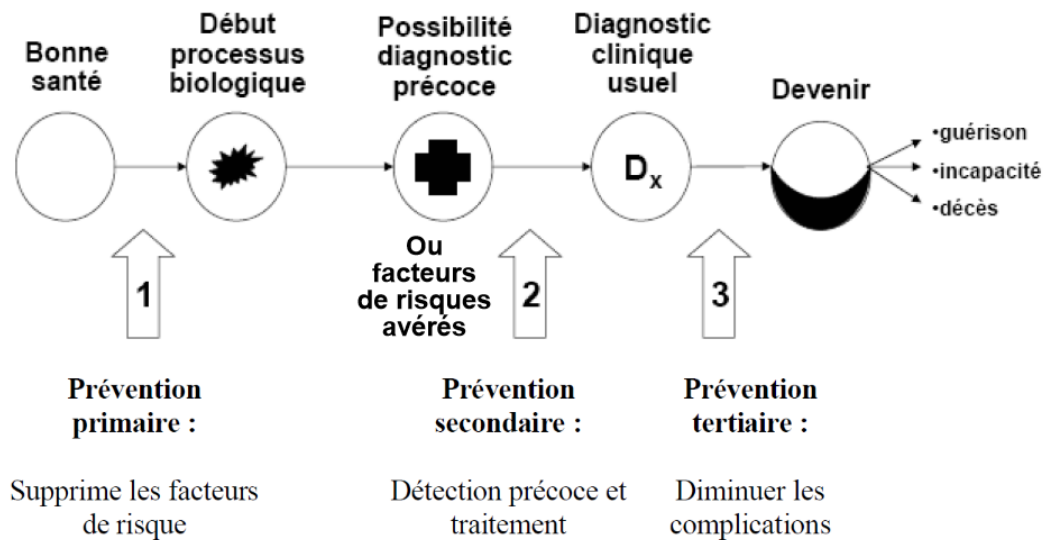 Bonne
santé
Début
processus
biologique
Possibilité
diagnostic
précoce
Diagnostic
clinique
usuel
Devenir
Dx
•guérison
•incapacité
•décès
Ou
facteurs
de risques
avérés
1
2
3
Prévention
primaire :
Prévention
secondaire :
Prévention
tertiaire :
Supprime les facteurs
de risque
Détection précoce et
traitement
Diminuer les
complications